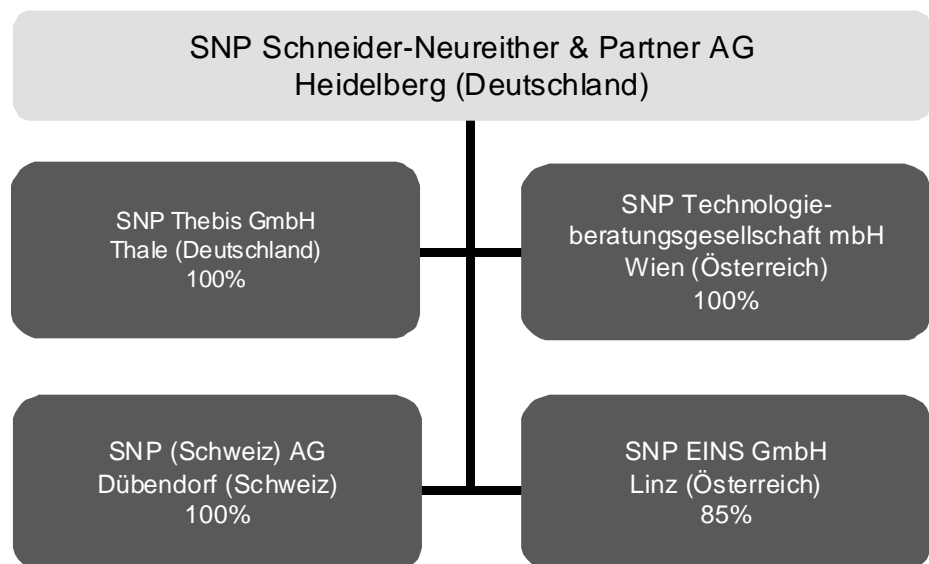 SNP Schneider-Neureither & Partner AG
Heidelberg (Deutschland)
SNP Thebis GmbH
Thale (Deutschland)
100%
SNP Technologie-
beratungsgesellschaft mbH
Wien (Österreich)
100%
SNP (Schweiz) AG
Dübendorf (Schweiz)
100%
SNP EINS GmbH
Linz (Österreich)
85%